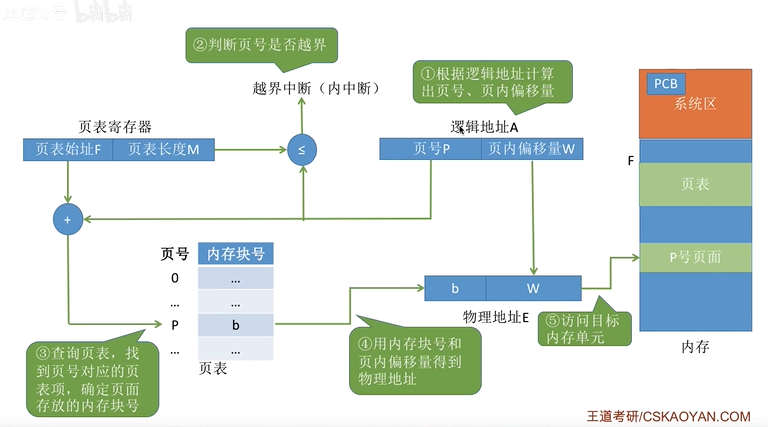 bilibili
②判断页号是否越界
越界中断（内中断）
①根据逻辑地址计算
出页号、页内偏移量
PCB
系统区
页表寄存器
逻辑地址A
页表始址F
页表长度M
≤
页号P
页内偏移量W
F
页表
+
页号
内存块号
0
…
…
…
P
b
…
…
页表
P号页面
b
W
物理地址E
内存
③查询页表，找
到页号对应的页
表项，确定页面
存放的内存块号
④用内存块号和
页内偏移量得到
物理地址
⑤访问目标
内存单元
王道考研/CSKAOYAN.COM